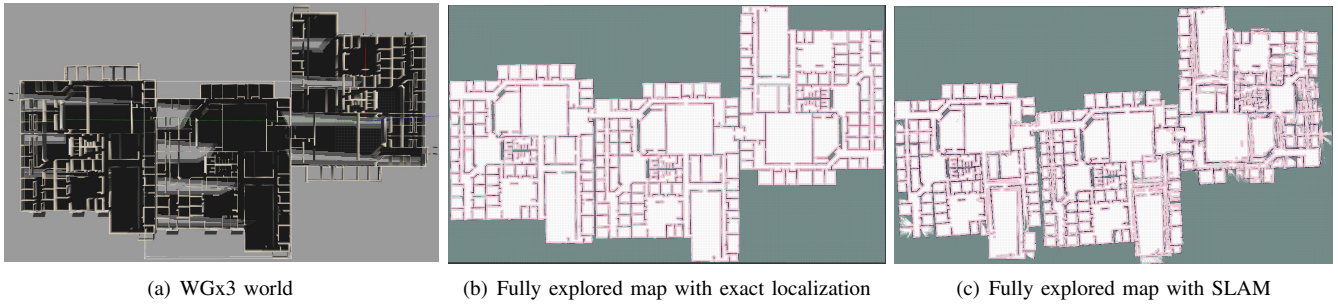 (a) WGx3 world
(b) Fully explored map with exact localization
(c) Fully explored map with SLAM